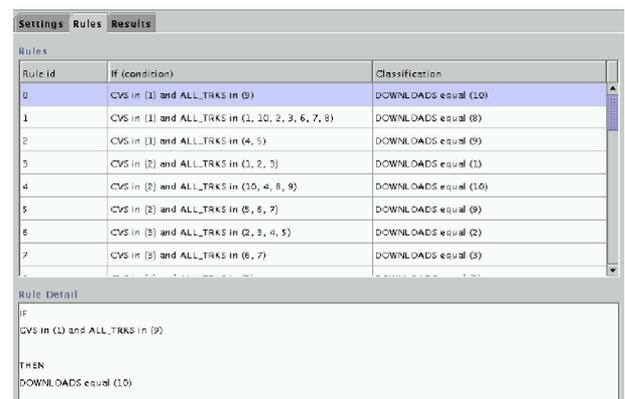 Settings Rules Results
Rules
Rule id If (condition) Classification
0 CVS in (1) and ALL_TRKS in (9) DOWNLOADS equal (10)
1 CVS in (1) and ALL_TRKS in (1, 10, 2, 3, 6, 7, 8) DOWNLOADS equal (8)
2 CVS in (1) and ALL_TRKS in (4, 5) DOWNLOADS equal (9)
3 CVS in (2) and ALL_TRKS in (1, 2, 3) DOWNLOADS equal (1)
4 CVS in (2) and ALL_TRKS in (10, 4, 8, 9) DOWNLOADS equal (10)
5 CVS in (2) and ALL_TRKS in (5, 6, 7) DOWNLOADS equal (9)
6 CVS in (3) and ALL_TRKS in (2, 3, 4, 5) DOWNLOADS equal (2)
7 CVS in (3) and ALL_TRKS in (6, 7) DOWNLOADS equal (3)
Rule Detail
IF
CVS in (1) and ALL_TRKS in (9)
THEN
DOWNLOADS equal (10)